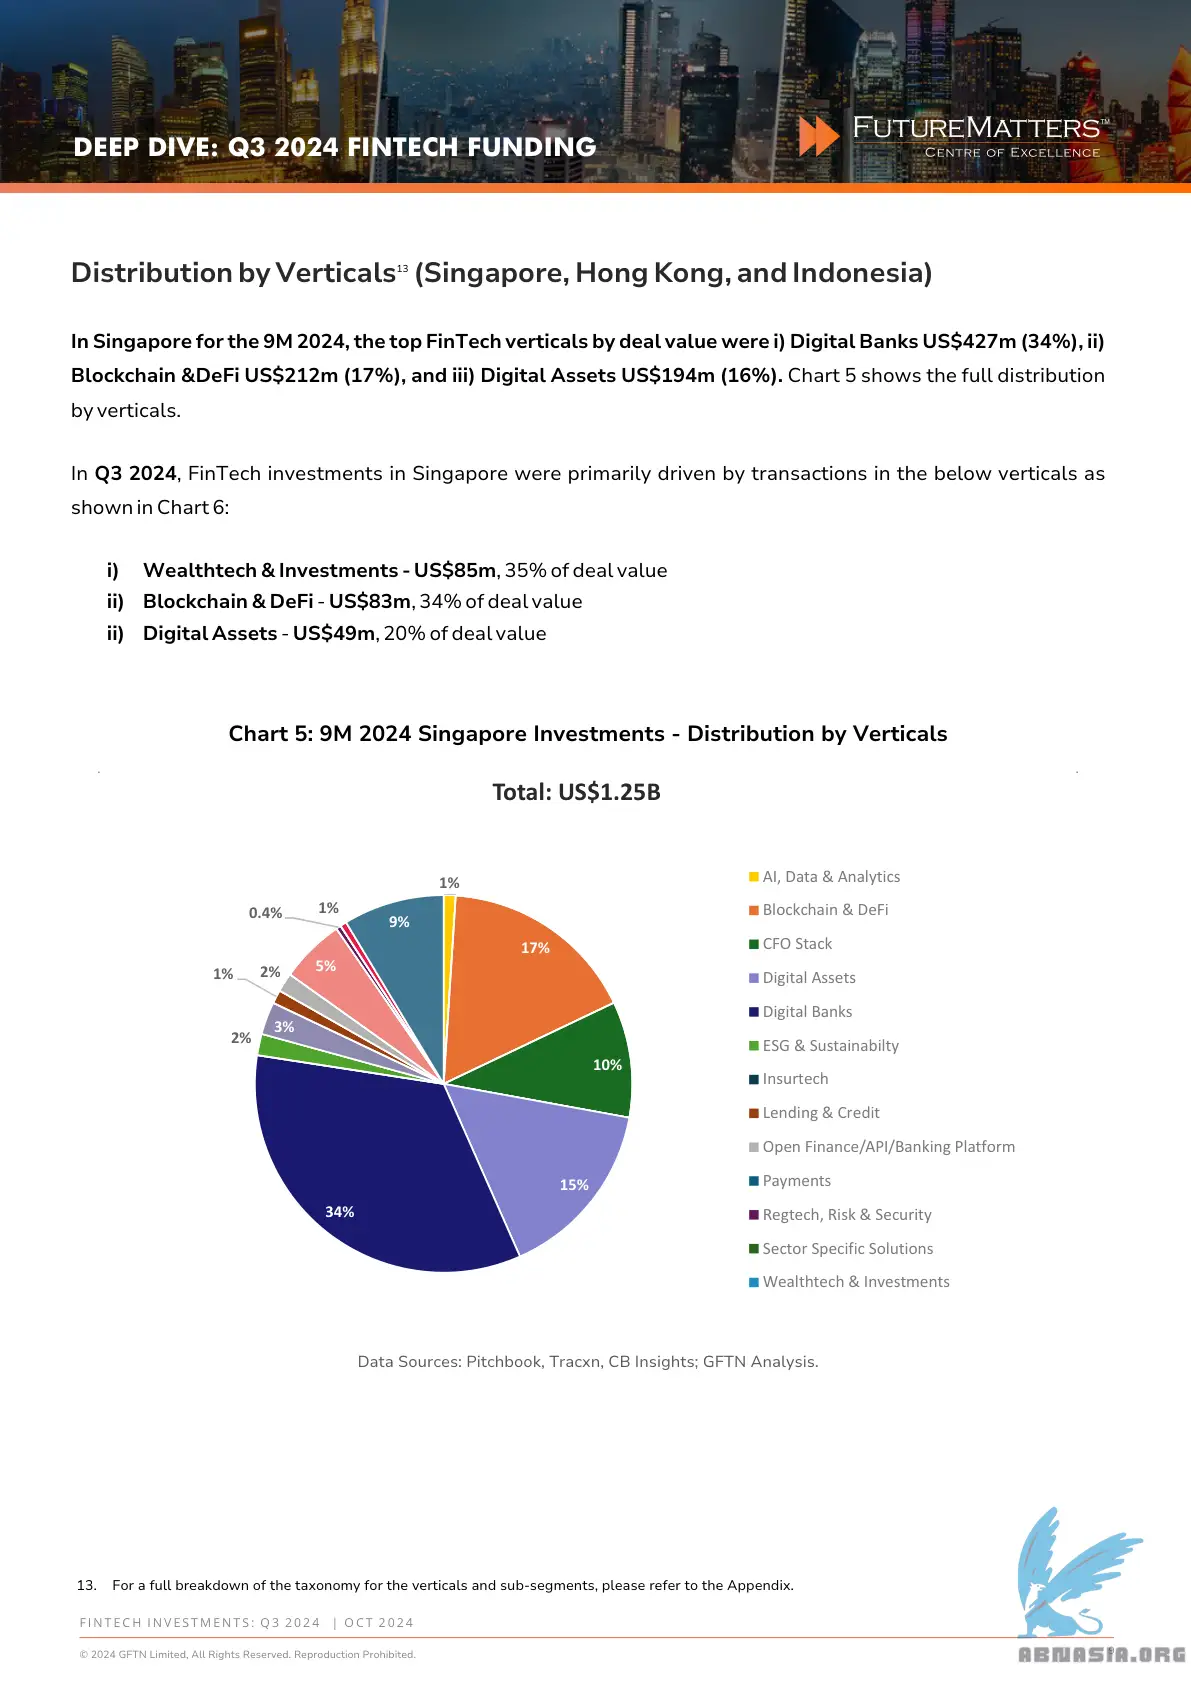 DEEP DIVE: Q3 2024 FINTECH FUNDING
FUTUREMATTERS™
CENTRE OF EXCELLENCE
Distribution by Verticals13 (Singapore, Hong Kong, and Indonesia)
In Singapore for the 9M 2024, the top FinTech verticals by deal value were i) Digital Banks US$427m (34%), ii)
Blockchain &DeFi US$212m (17%), and iii) Digital Assets US$194m (16%). Chart 5 shows the full distribution
by verticals.
In Q3 2024, FinTech investments in Singapore were primarily driven by transactions in the below verticals as
shown in Chart 6:
i) Wealthtech & Investments - US$85m, 35% of deal value
ii) Blockchain & DeFi - US$83m, 34% of deal value
ii) Digital Assets - US$49m, 20% of deal value
Chart 5: 9M 2024 Singapore Investments - Distribution by Verticals
Total: US$1.25B
1%
17%
10%
15%
34%
2%
3%
1%
2%
5%
0.4%
1%
9%
AI, Data & Analytics
Blockchain & DeFi
CFO Stack
Digital Assets
Digital Banks
ESG & Sustainabilty
Insurtech
Lending & Credit
Open Finance/API/Banking Platform
Payments
Regtech, Risk & Security
Sector Specific Solutions
Wealthtech & Investments
Data Sources: Pitchbook, Tracxn, CB Insights; GFTN Analysis.
13. For a full breakdown of the taxonomy for the verticals and sub-segments, please refer to the Appendix.
FINTECH INVESTMENTS: Q3 2024 | OCT 2024
© 2024 GFTN Limited, All Rights Reserved. Reproduction Prohibited.
ABNASIA.ORG